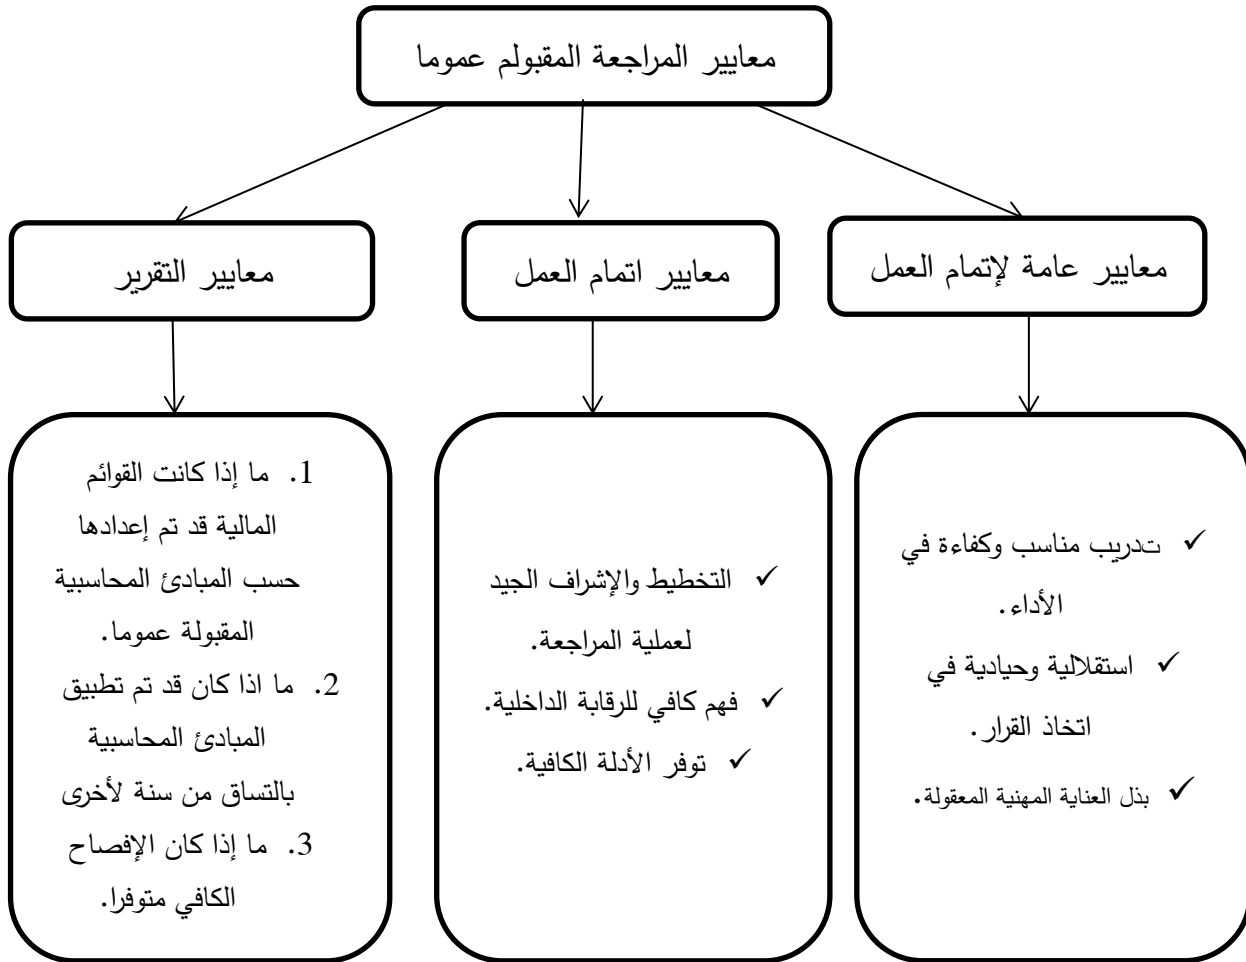 معايير المراجعة المقبولم عموما
معايير عامة لإتمام العمل
معايير اتمام العمل
معايير التقرير
✓ تدريب مناسب وكفاءة في
الأداء.
✓ استقلالية وحيادية في
اتخاذ القرار.
✓ بذل العناية المهنية المعقولة.
✓ التخطيط والإشراف الجيد
لعملية المراجعة.
✓ فهم كافي للرقابة الداخلية.
✓ توفر الأدلة الكافية.
1. ما إذا كانت القوائم
المالية قد تم إعدادها
حسب المبادئ المحاسبية
المقبولة عموما.
2. ما اذا كان قد تم تطبيق
المبادئ المحاسبية
بالتساق من سنة لأخرى
3. ما إذا كان الإفصاح
الكافي متوفرا.